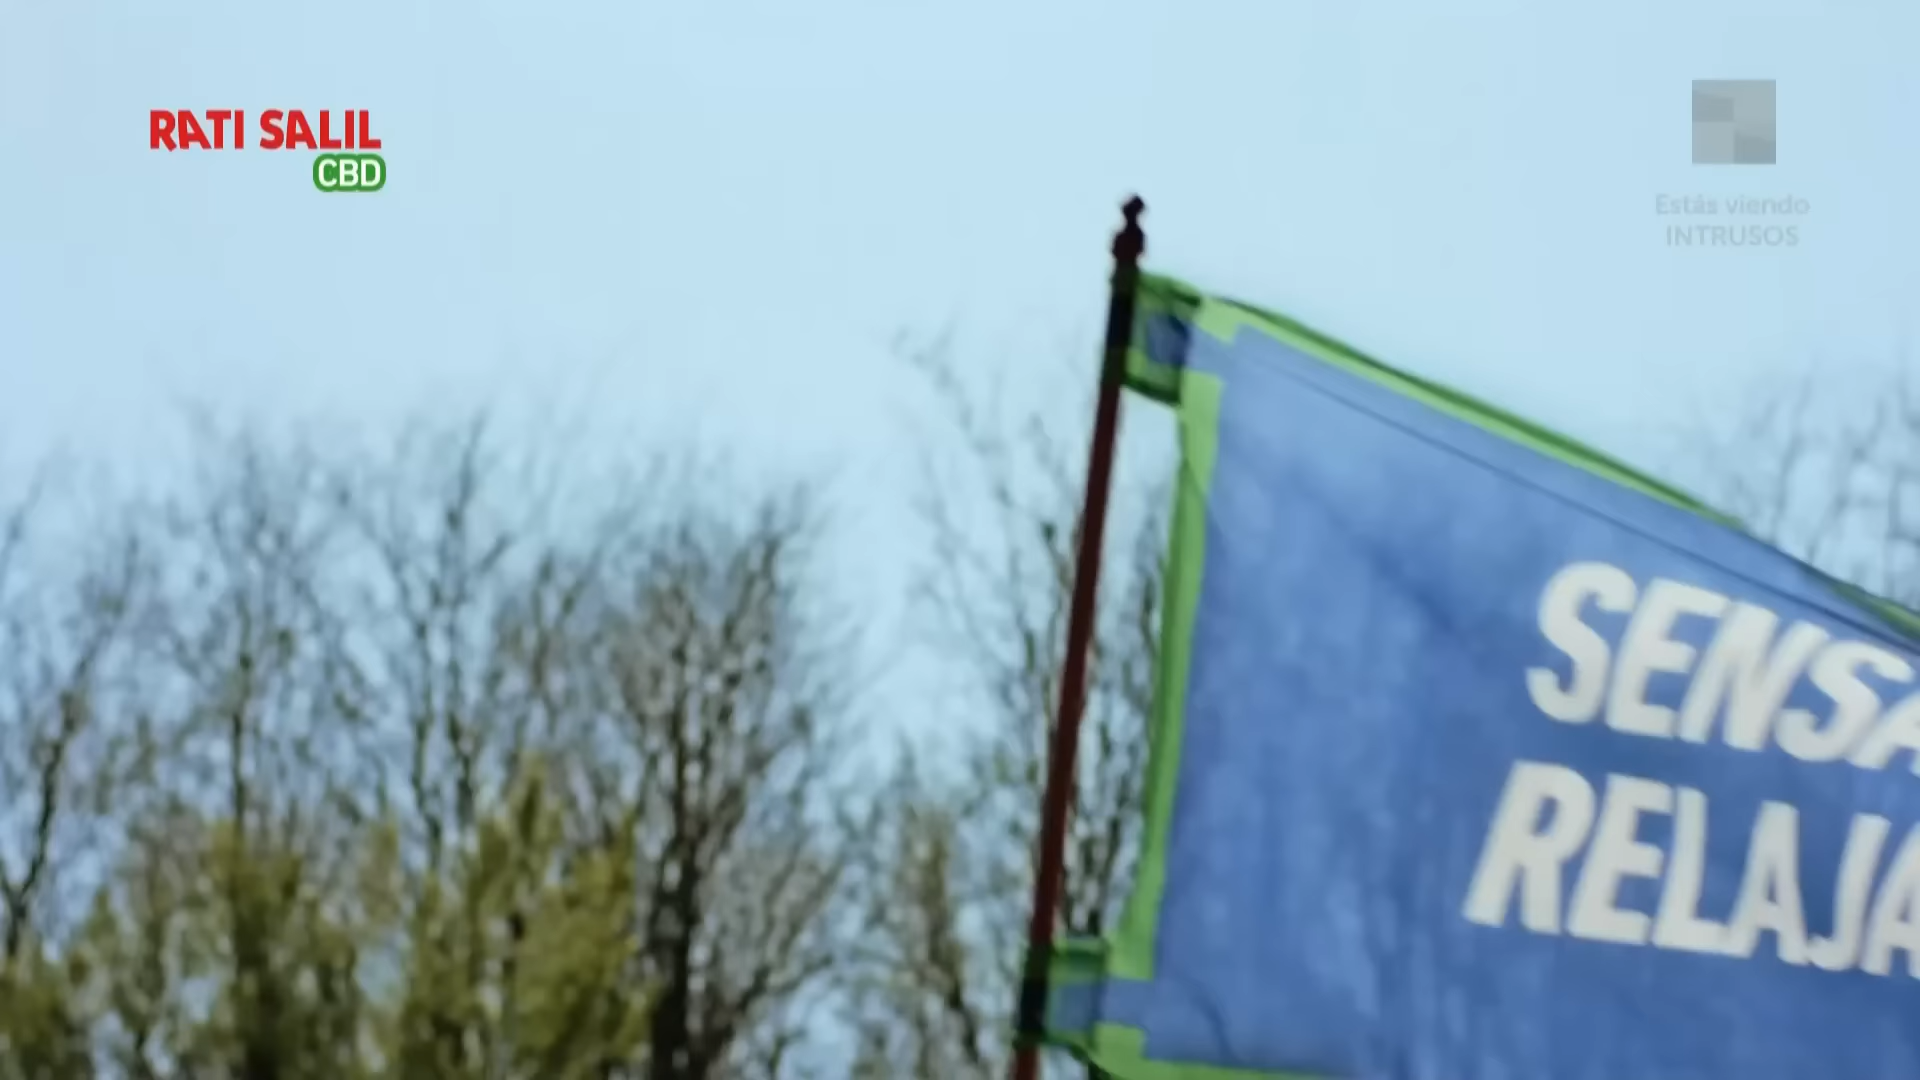 RATI SALIL
CBD
Estás viendo
INTRUSOS
SENSA
RELAJA